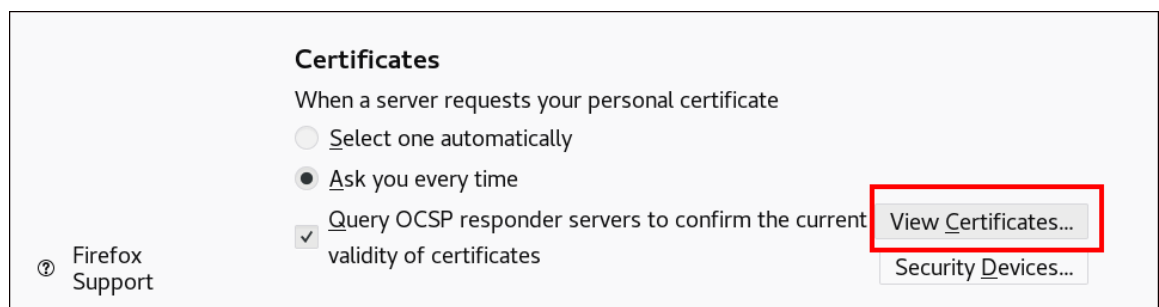 Certificates
When a server requests your personal certificate
Select one automatically
Ask you every time
Query OCSP responder servers to confirm the current
validity of certificates
View Certificates...
Security Devices...
Firefox
Support